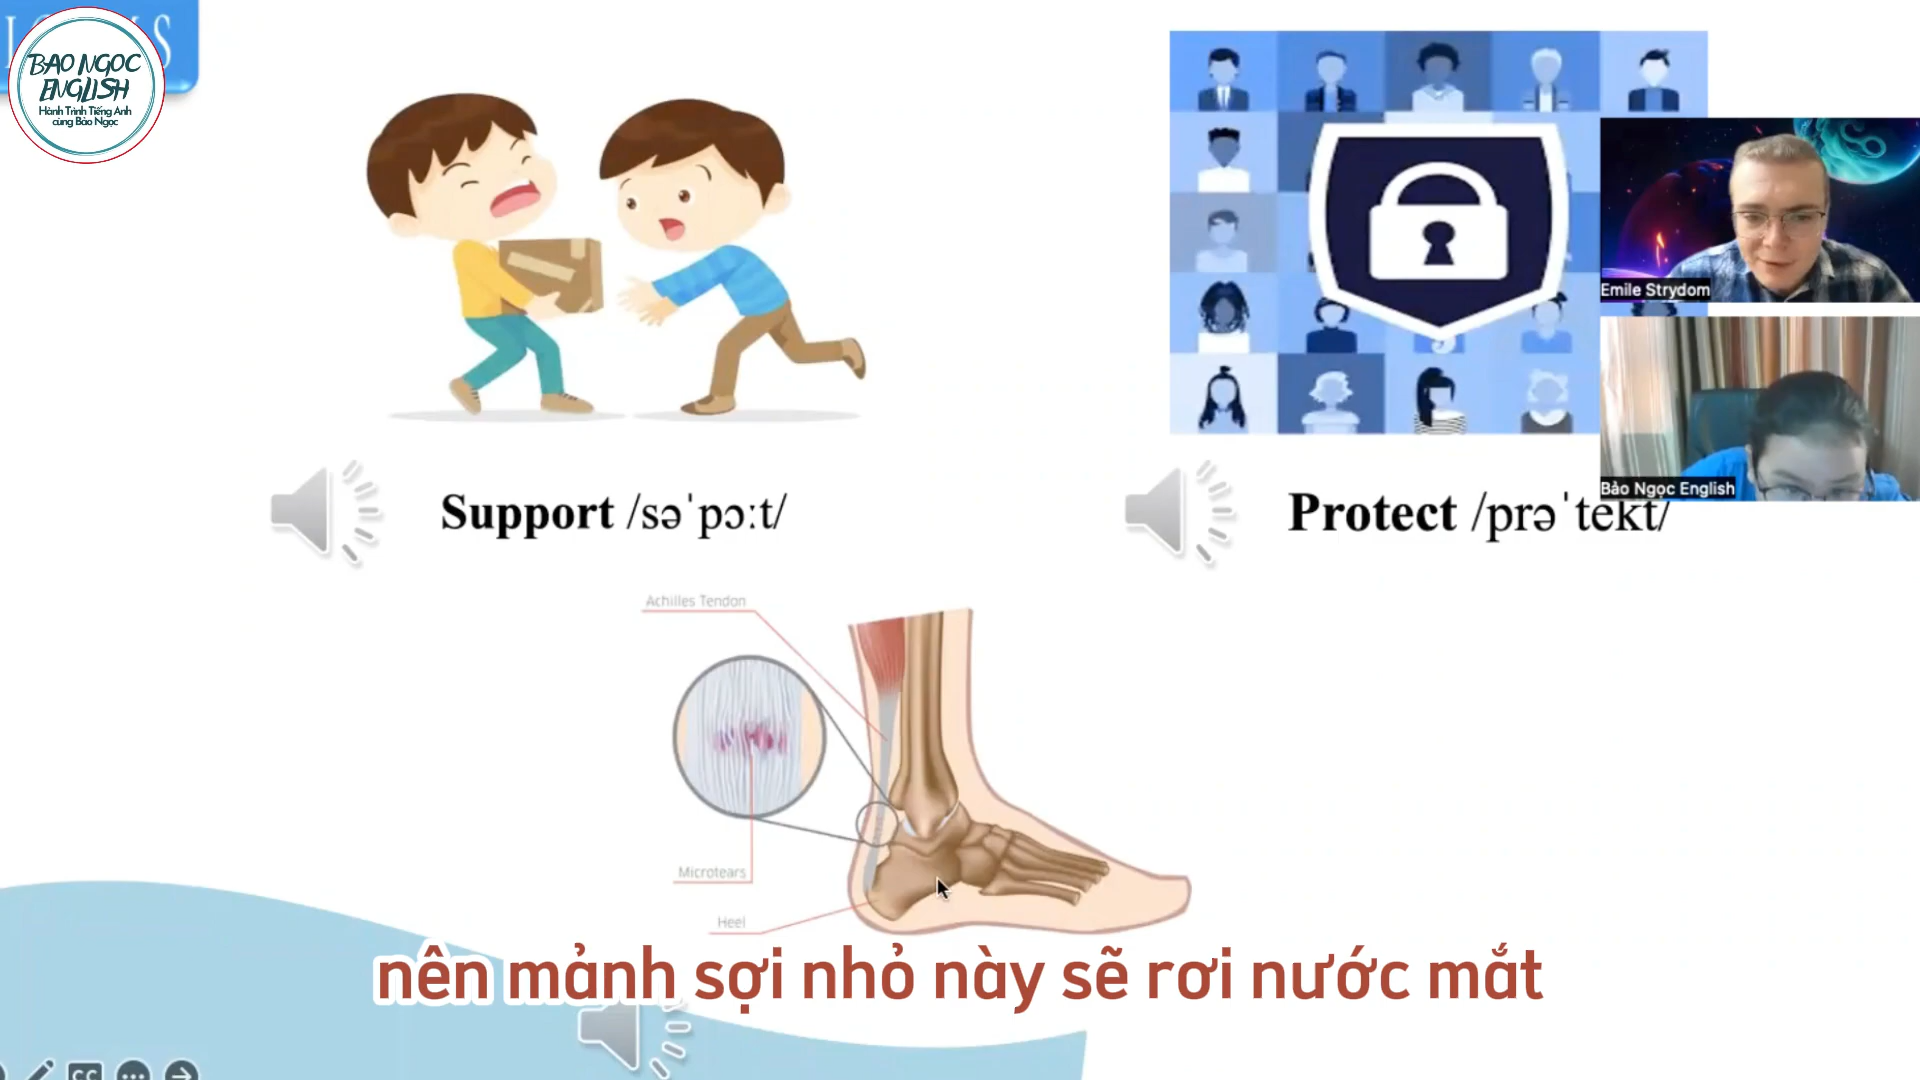 BAO NGOC
ENGLISH
Hành Trình Tiếng Anh
cùng Bảo Ngọc
Emile Strydom
Bảo Ngọc English
Support /səˈpɔːt/
Protect /prəˈtekt/
Achilles Tendon
Microtears
Heel
nên mảnh sợi nhỏ này sẽ rơi nước mắt
CC